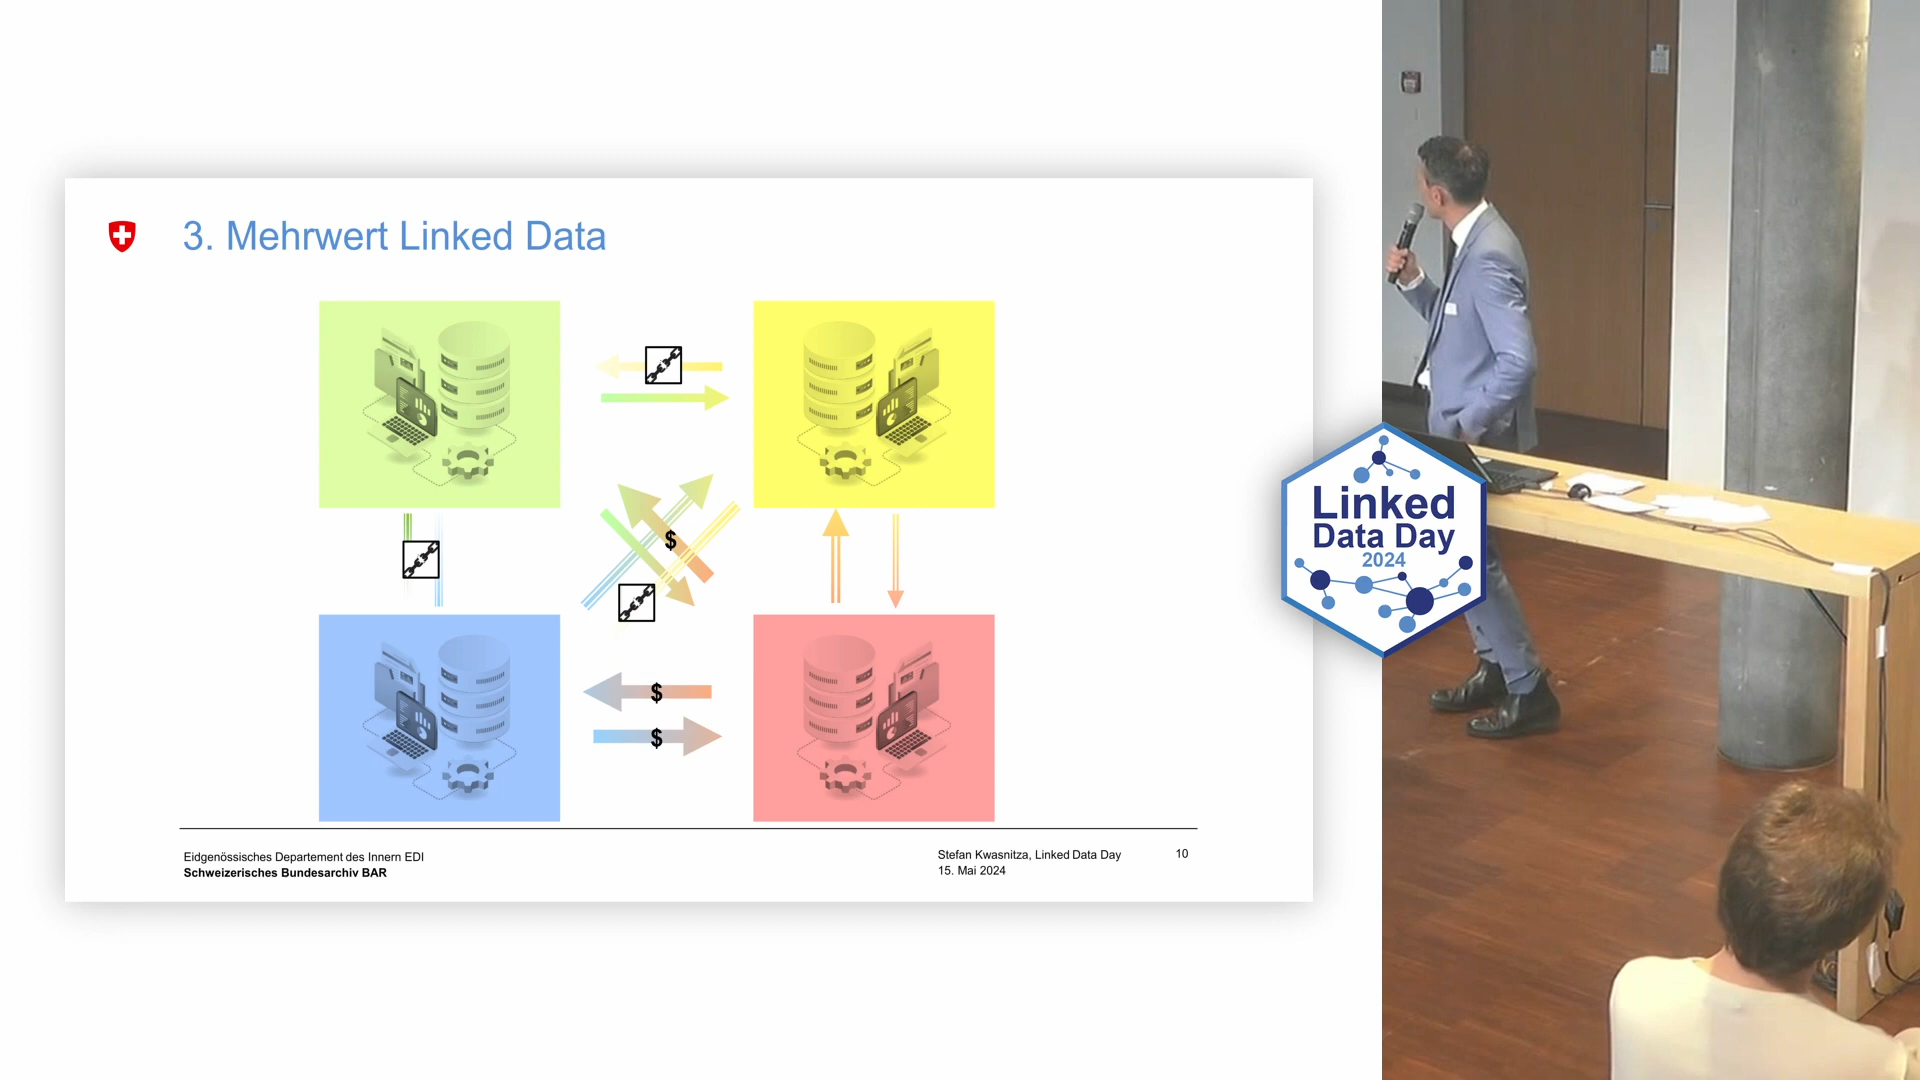 3. Mehrwert Linked Data
$
$
$
Eidgenössisches Departement des Innern EDI
Schweizerisches Bundesarchiv BAR
Stefan Kwasnitza, Linked Data Day
15. Mai 2024
10
Linked
Data Day
2024